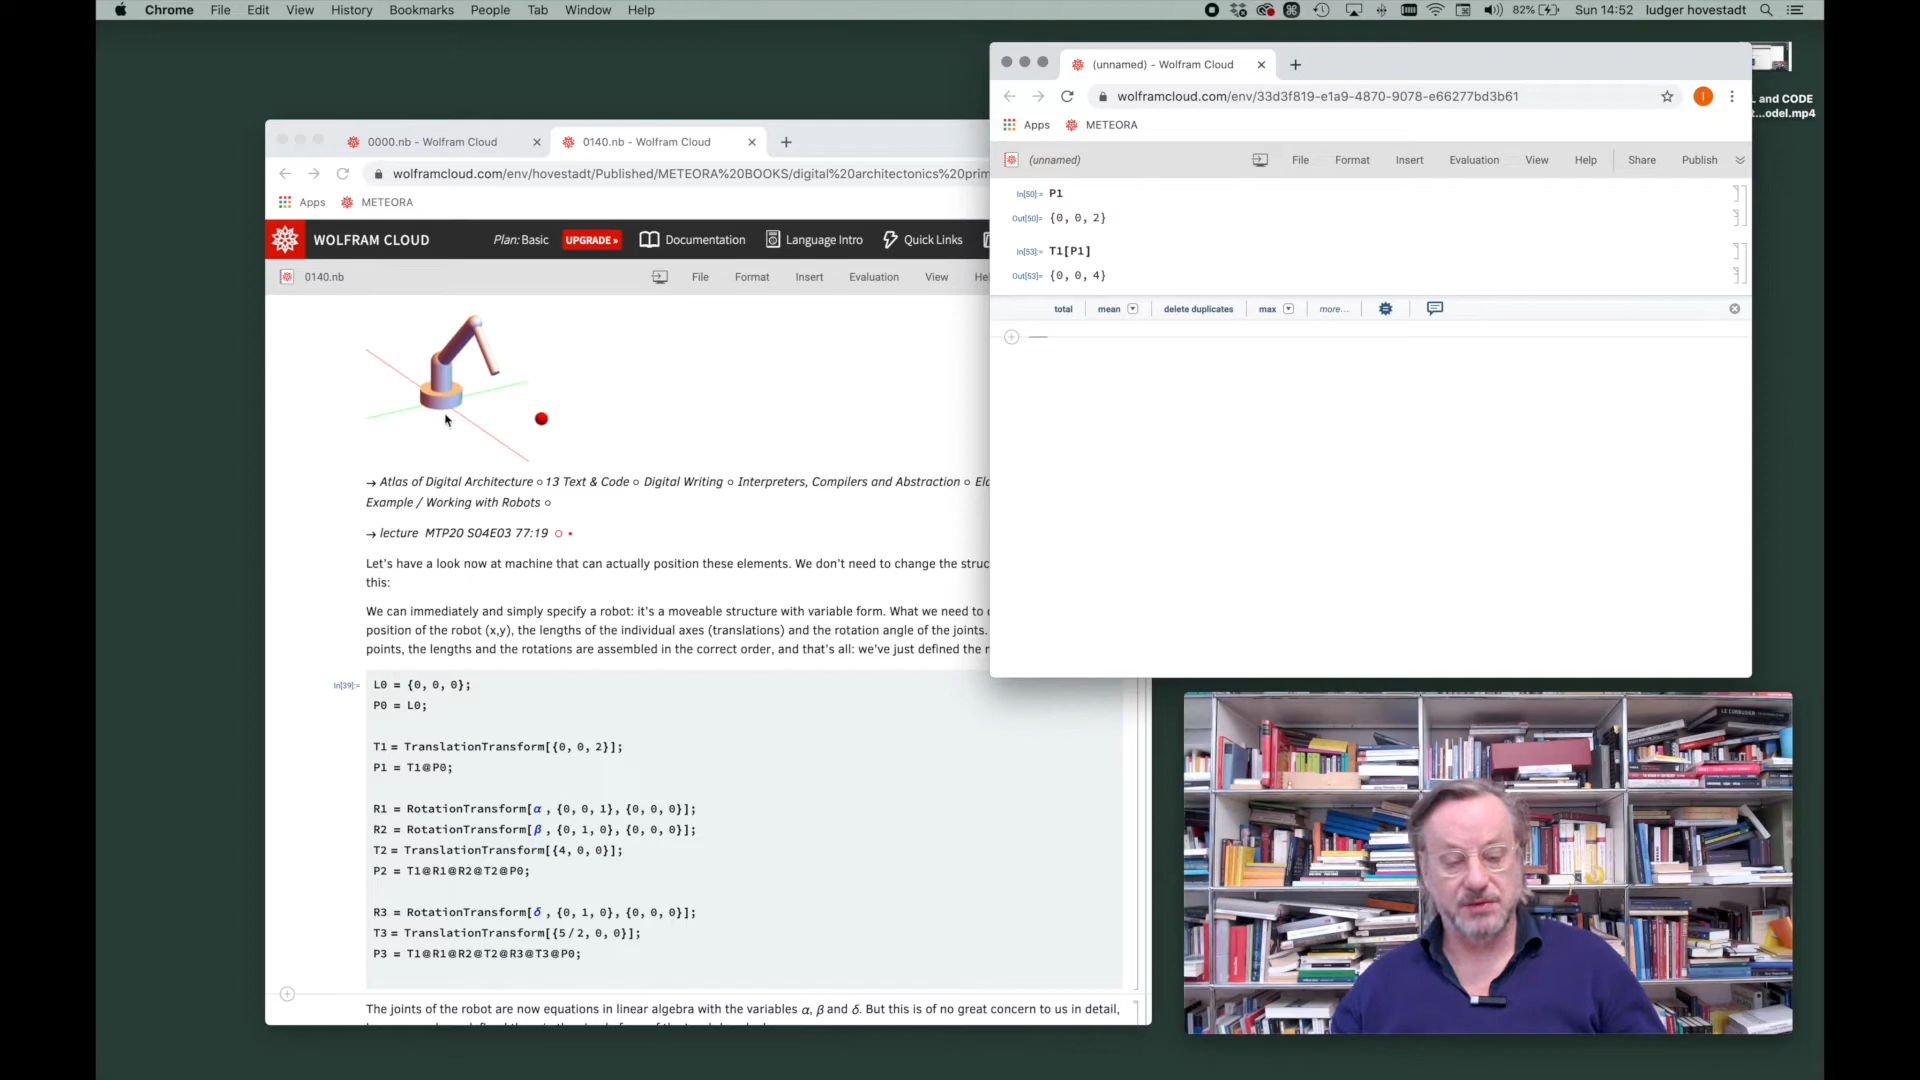 Chrome File Edit View History Bookmarks People Tab Window Help
82% Sun 14:52 ludger hovestadt
(unnamed) - Wolfram Cloud
wolframcloud.com/env/33d3f819-e1a9-4870-9078-e66277bd3b61
Apps METEORA
(unnamed) File Format Insert Evaluation View Help Share Publish
In[50]:= P1
Out[50]= {0, 0, 2}
In[53]:= T1[P1]
Out[53]= {0, 0, 4}
total mean delete duplicates max more...
L and CODE
t...odel.mp4
0000.nb - Wolfram Cloud 0140.nb - Wolfram Cloud
wolframcloud.com/env/hovestadt/Published/METEORA%20BOOKS/digital%20architectonics%20prim
Apps METEORA
WOLFRAM CLOUD Plan: Basic UPGRADE » Documentation Language Intro Quick Links
0140.nb File Format Insert Evaluation View Hel
→ Atlas of Digital Architecture ○ 13 Text & Code ○ Digital Writing ○ Interpreters, Compilers and Abstraction ○ Ela
Example / Working with Robots ○
→ lecture MTP20 S04E03 77:19 ○ •
Let's have a look now at machine that can actually position these elements. We don't need to change the struc
this:
We can immediately and simply specify a robot: it's a moveable structure with variable form. What we need to d
position of the robot (x,y), the lengths of the individual axes (translations) and the rotation angle of the joints.
points, the lengths and the rotations are assembled in the correct order, and that's all: we've just defined the r
In[39]:= L0 = {0, 0, 0};
P0 = L0;
T1 = TranslationTransform[{0, 0, 2}];
P1 = T1@P0;
R1 = RotationTransform[α, {0, 0, 1}, {0, 0, 0}];
R2 = RotationTransform[β, {0, 1, 0}, {0, 0, 0}];
T2 = TranslationTransform[{4, 0, 0}];
P2 = T1@R1@R2@T2@P0;
R3 = RotationTransform[δ, {0, 1, 0}, {0, 0, 0}];
T3 = TranslationTransform[{5/2, 0, 0}];
P3 = T1@R1@R2@T2@R3@T3@P0;
The joints of the robot are now equations in linear algebra with the variables α, β and δ. But this is of no great concern to us in detail,
LE CORBUSIER